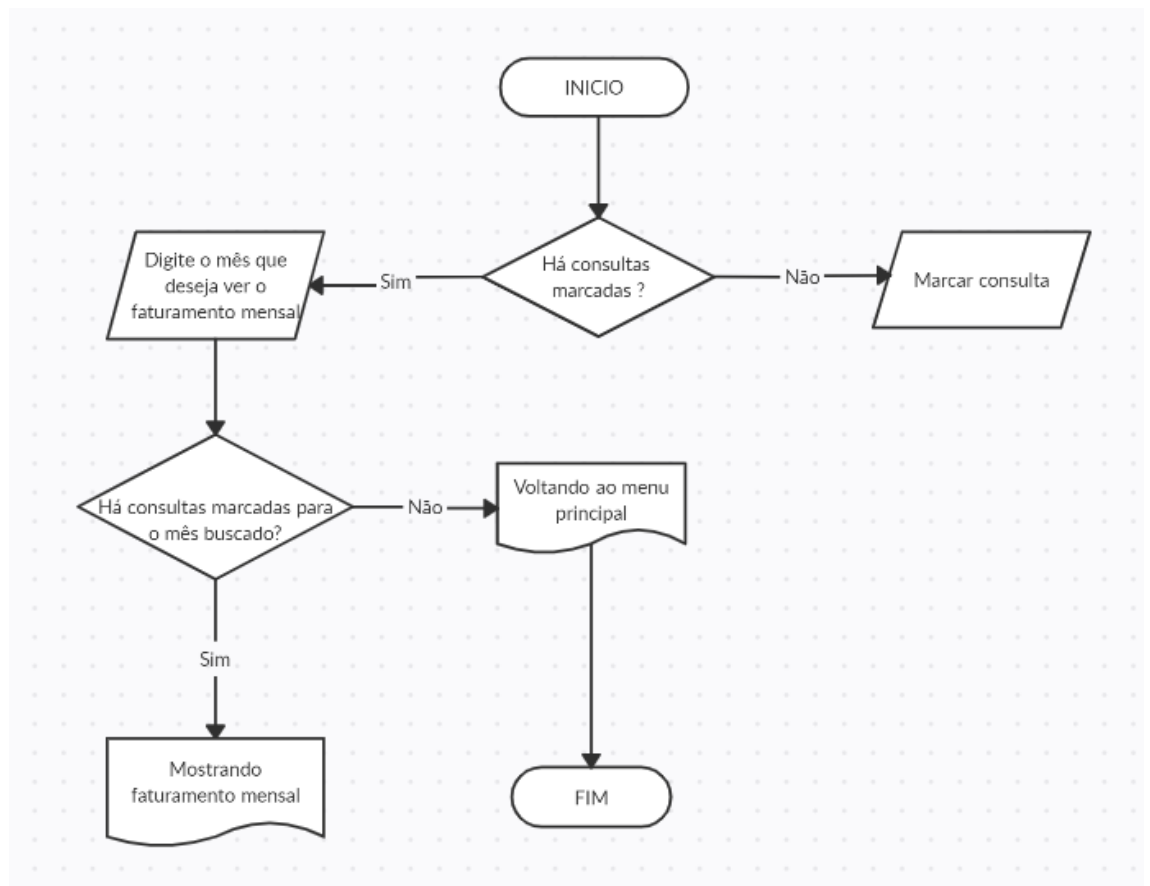 INICIO
Há consultas
marcadas ?
Sim
Não
Digite o mês que
deseja ver o
faturamento mensal
Marcar consulta
Há consultas marcadas para
o mês buscado?
Não
Voltando ao menu
principal
Sim
Mostrando
faturamento mensal
FIM